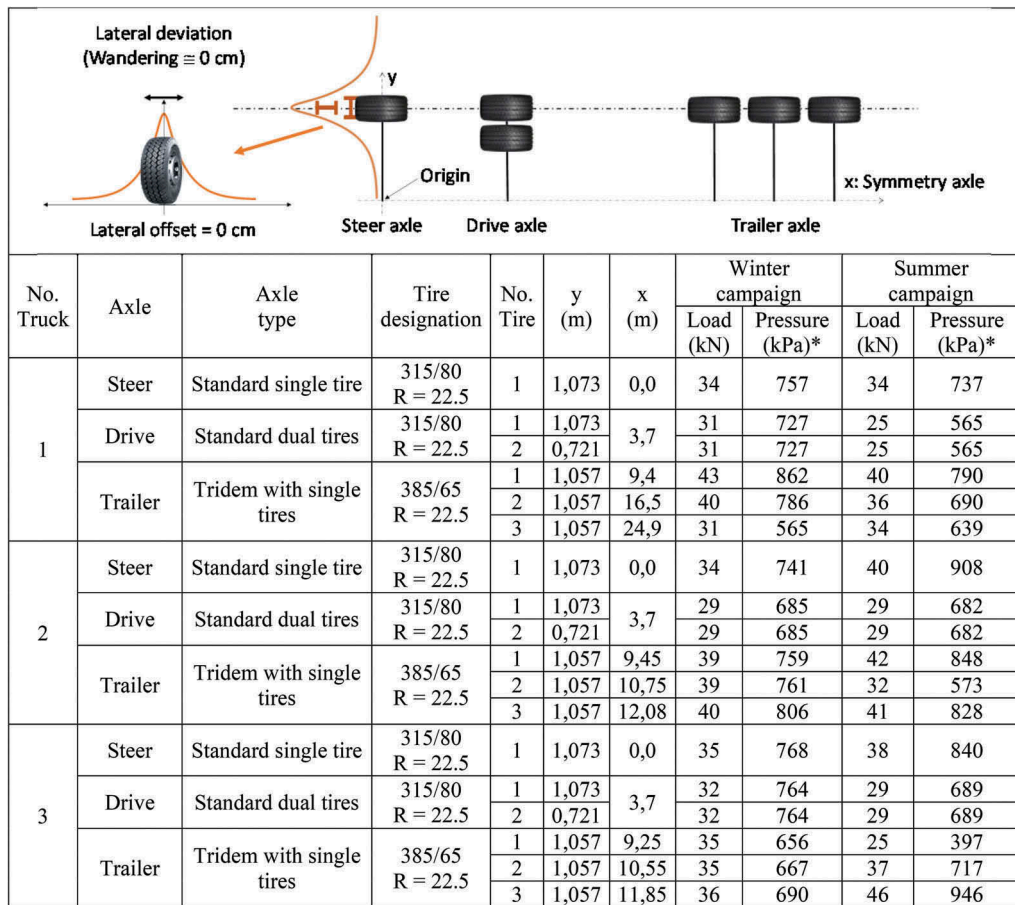 Lateral deviation
(Wandering ≅ 0 cm)
Lateral offset = 0 cm
y
Origin
x: Symmetry axle
Steer axle
Drive axle
Trailer axle
No. Truck | Axle | Axle type | Tire designation | No. Tire | y (m) | x (m) | Winter campaign | Summer campaign
Load (kN) | Pressure (kPa)* | Load (kN) | Pressure (kPa)*
1 | Steer | Standard single tire | 315/80 R = 22.5 | 1 | 1,073 | 0,0 | 34 | 757 | 34 | 737
Drive | Standard dual tires | 315/80 R = 22.5 | 1 | 1,073 | 3,7 | 31 | 727 | 25 | 565
2 | 0,721 | 31 | 727 | 25 | 565
Trailer | Tridem with single tires | 385/65 R = 22.5 | 1 | 1,057 | 9,4 | 43 | 862 | 40 | 790
2 | 1,057 | 16,5 | 40 | 786 | 36 | 690
3 | 1,057 | 24,9 | 31 | 565 | 34 | 639
2 | Steer | Standard single tire | 315/80 R = 22.5 | 1 | 1,073 | 0,0 | 34 | 741 | 40 | 908
Drive | Standard dual tires | 315/80 R = 22.5 | 1 | 1,073 | 3,7 | 29 | 685 | 29 | 682
2 | 0,721 | 29 | 685 | 29 | 682
Trailer | Tridem with single tires | 385/65 R = 22.5 | 1 | 1,057 | 9,45 | 39 | 759 | 42 | 848
2 | 1,057 | 10,75 | 39 | 761 | 32 | 573
3 | 1,057 | 12,08 | 40 | 806 | 41 | 828
3 | Steer | Standard single tire | 315/80 R = 22.5 | 1 | 1,073 | 0,0 | 35 | 768 | 38 | 840
Drive | Standard dual tires | 315/80 R = 22.5 | 1 | 1,073 | 3,7 | 32 | 764 | 29 | 689
2 | 0,721 | 32 | 764 | 29 | 689
Trailer | Tridem with single tires | 385/65 R = 22.5 | 1 | 1,057 | 9,25 | 35 | 656 | 25 | 397
2 | 1,057 | 10,55 | 35 | 667 | 37 | 717
3 | 1,057 | 11,85 | 36 | 690 | 46 | 946